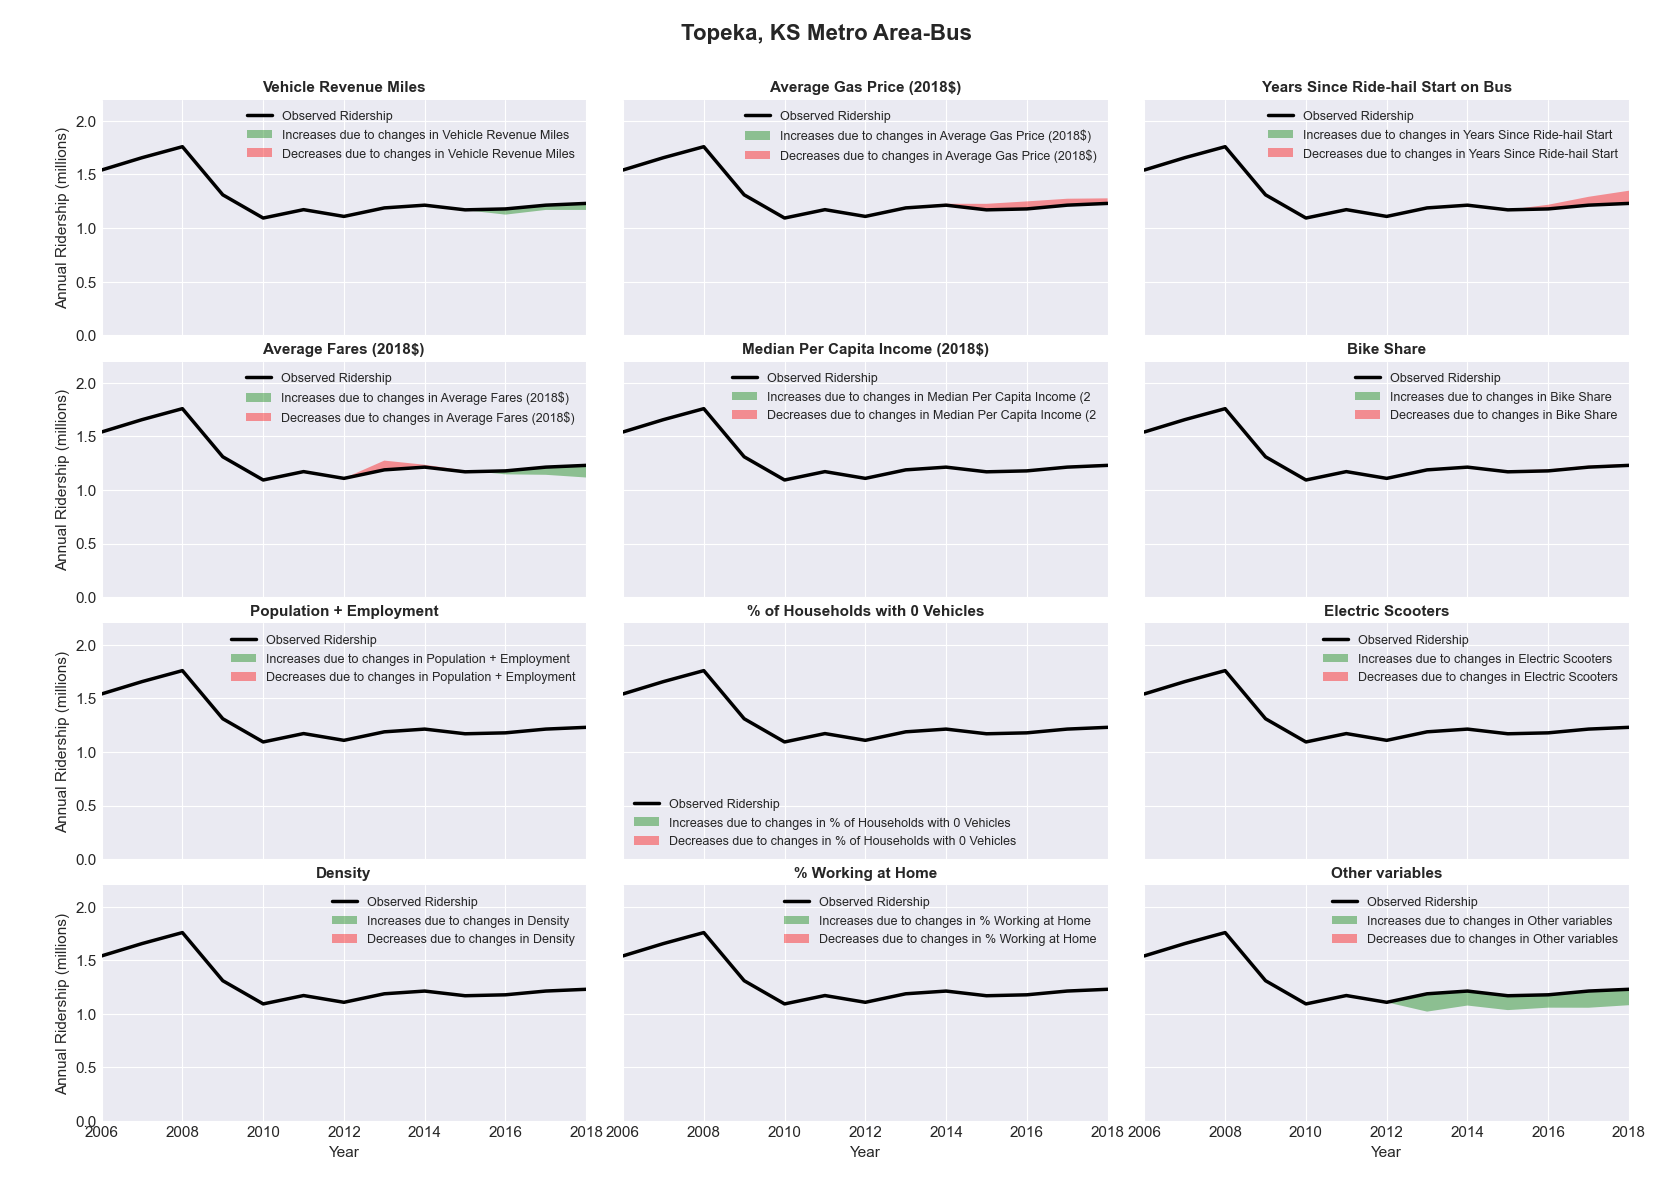 Topeka, KS Metro Area-Bus
Vehicle Revenue Miles
Observed Ridership
Increases due to changes in Vehicle Revenue Miles
Decreases due to changes in Vehicle Revenue Miles
Annual Ridership (millions)
2.0
1.5
1.0
0.5
0.0
Average Gas Price (2018$)
Observed Ridership
Increases due to changes in Average Gas Price (2018$)
Decreases due to changes in Average Gas Price (2018$)
Years Since Ride-hail Start on Bus
Observed Ridership
Increases due to changes in Years Since Ride-hail Start
Decreases due to changes in Years Since Ride-hail Start
Average Fares (2018$)
Observed Ridership
Increases due to changes in Average Fares (2018$)
Decreases due to changes in Average Fares (2018$)
Annual Ridership (millions)
2.0
1.5
1.0
0.5
0.0
Median Per Capita Income (2018$)
Observed Ridership
Increases due to changes in Median Per Capita Income (2
Decreases due to changes in Median Per Capita Income (2
Bike Share
Observed Ridership
Increases due to changes in Bike Share
Decreases due to changes in Bike Share
Population + Employment
Observed Ridership
Increases due to changes in Population + Employment
Decreases due to changes in Population + Employment
Annual Ridership (millions)
2.0
1.5
1.0
0.5
0.0
% of Households with 0 Vehicles
Observed Ridership
Increases due to changes in % of Households with 0 Vehicles
Decreases due to changes in % of Households with 0 Vehicles
Electric Scooters
Observed Ridership
Increases due to changes in Electric Scooters
Decreases due to changes in Electric Scooters
Density
Observed Ridership
Increases due to changes in Density
Decreases due to changes in Density
Annual Ridership (millions)
2.0
1.5
1.0
0.5
0.0
2006 2008 2010 2012 2014 2016 2018
Year
% Working at Home
Observed Ridership
Increases due to changes in % Working at Home
Decreases due to changes in % Working at Home
2006 2008 2010 2012 2014 2016 2018
Year
Other variables
Observed Ridership
Increases due to changes in Other variables
Decreases due to changes in Other variables
2006 2008 2010 2012 2014 2016 2018
Year